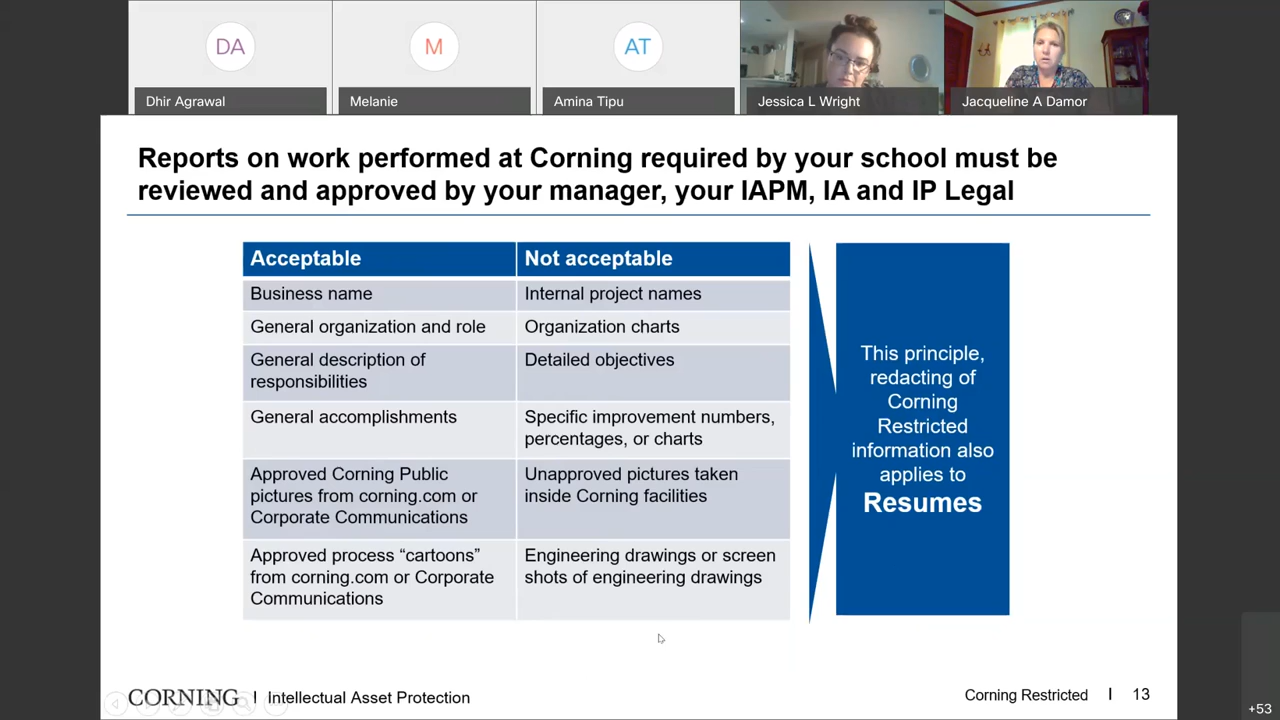 DA
M
AT
Dhir Agrawal
Melanie
Amina Tipu
Jessica L Wright
Jacqueline A Damor
Reports on work performed at Corning required by your school must be
reviewed and approved by your manager, your IAPM, IA and IP Legal
Acceptable
Not acceptable
Business name
Internal project names
General organization and role
Organization charts
General description of
responsibilities
Detailed objectives
General accomplishments
Specific improvement numbers,
percentages, or charts
Approved Corning Public
pictures from corning.com or
Corporate Communications
Unapproved pictures taken
inside Corning facilities
Approved process “cartoons”
from corning.com or Corporate
Communications
Engineering drawings or screen
shots of engineering drawings
This principle,
redacting of
Corning
Restricted
information also
applies to
Resumes
CORNING | Intellectual Asset Protection
Corning Restricted | 13
+53